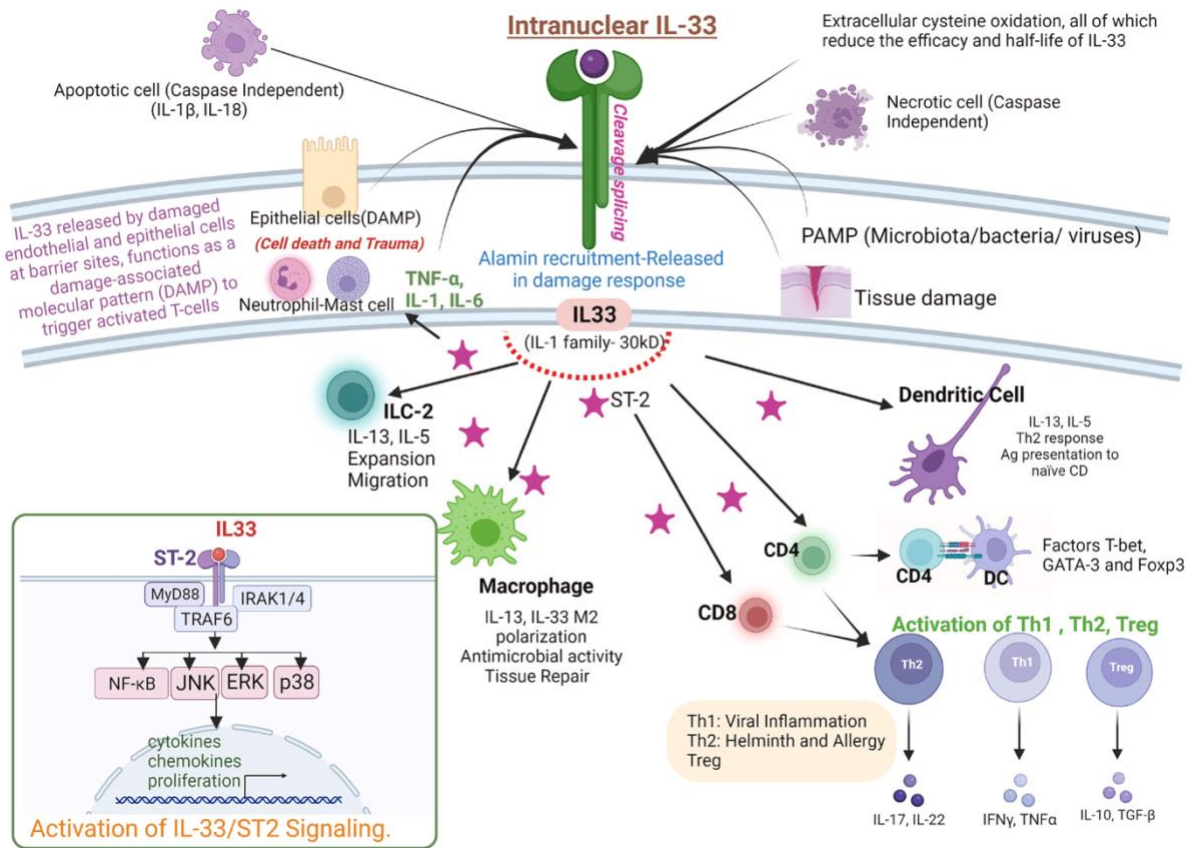 Intranuclear IL-33
Extracellular cysteine oxidation, all of which
reduce the efficacy and half-life of IL-33
Apoptotic cell (Caspase Independent)
(IL-1β, IL-18)
Necrotic cell (Caspase
Independent)
Cleavage splicing
IL-33 released by damaged
endothelial and epithelial cells
at barrier sites, functions as a
damage-associated
molecular pattern (DAMP) to
trigger activated T-cells
Epithelial cells(DAMP)
(Cell death and Trauma)
Neutrophil-Mast cell
TNF-α,
IL-1, IL-6
Alamin recruitment-Released
in damage response
PAMP (Microbiota/bacteria/ viruses)
Tissue damage
IL33
(IL-1 family- 30kD)
ST-2
ILC-2
IL-13, IL-5
Expansion
Migration
Macrophage
IL-13, IL-33 M2
polarization
Antimicrobial activity
Tissue Repair
Dendritic Cell
IL-13, IL-5
Th2 response
Ag presentation to
naïve CD
CD4
CD8
CD4
DC
Factors T-bet,
GATA-3 and Foxp3
Activation of Th1 , Th2, Treg
Th2
Th1
Treg
Th1: Viral Inflammation
Th2: Helminth and Allergy
Treg
IL-17, IL-22
IFNγ, TNFα
IL-10, TGF-β
IL33
ST-2
MyD88
IRAK1/4
TRAF6
NF-κB
JNK
ERK
p38
cytokines
chemokines
proliferation
Activation of IL-33/ST2 Signaling.